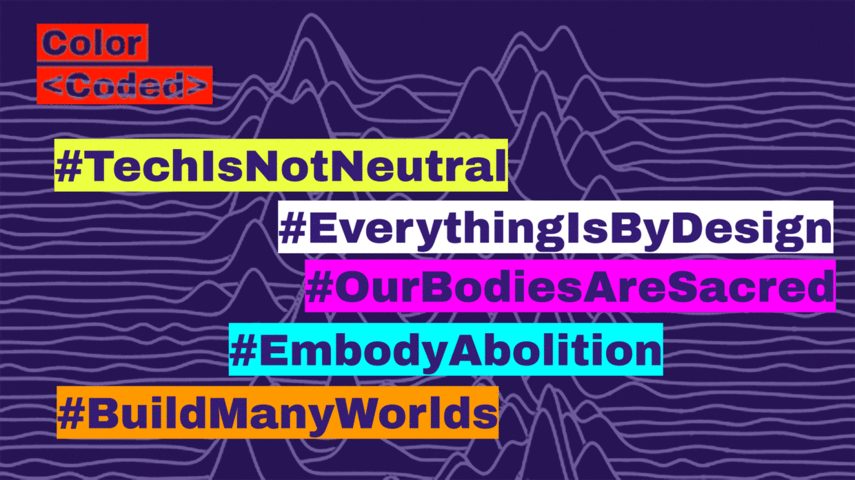 Color
<Coded>
#TechIsNotNeutral
#EverythingIsByDesign
#OurBodiesAreSacred
#EmbodyAbolition
#BuildManyWorlds